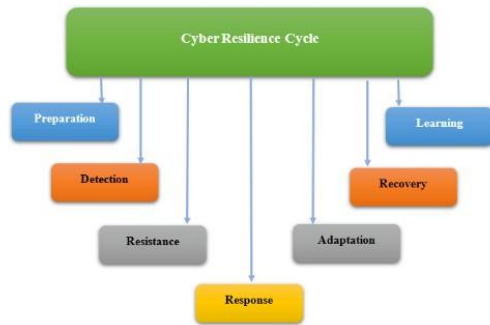 Cyber Resilience Cycle
Preparation
Learning
Detection
Recovery
Resistance
Adaptation
Response